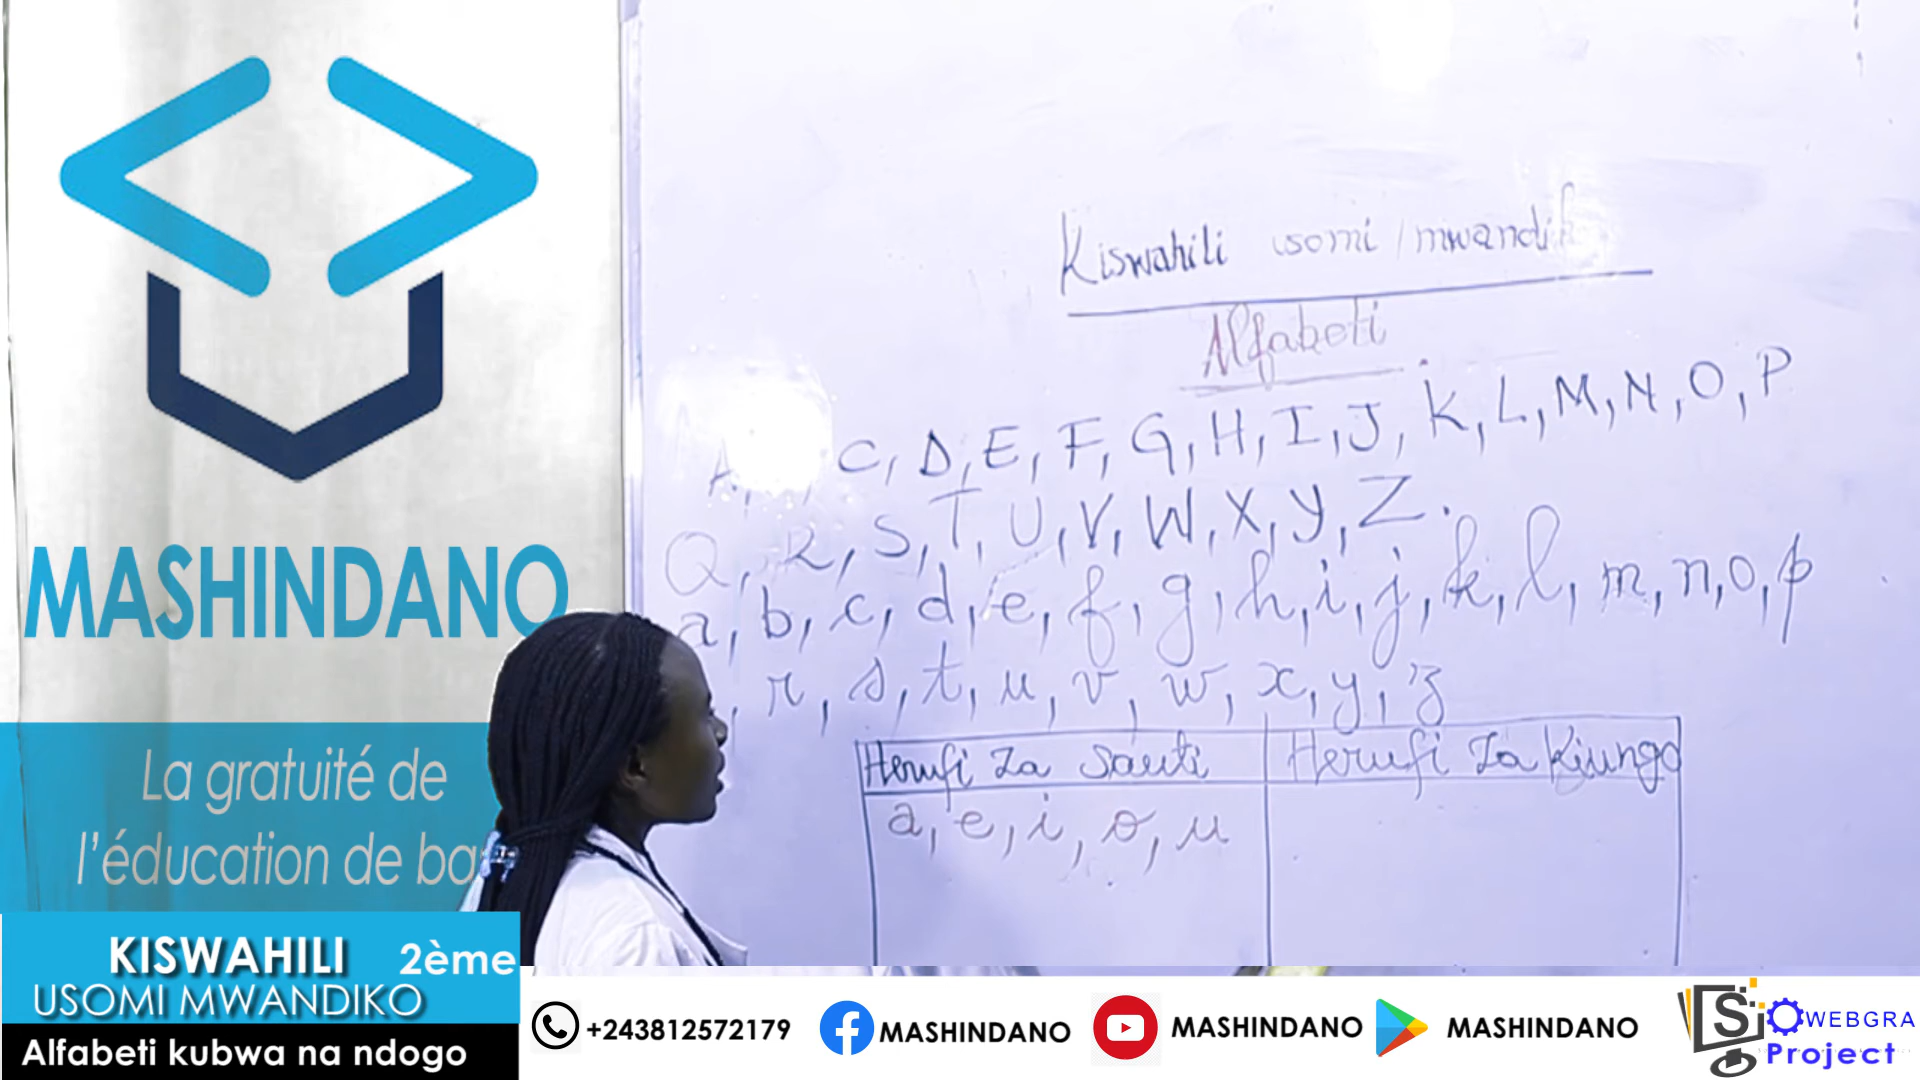 MASHINDANO
La gratuité de
l'éducation de ba
KISWAHILI 2ème
USOMI MWANDIKO
Alfabeti kubwa na ndogo
Kiswahili usomi / mwandik
Alfabeti
A, C, D, E, F, G, H, I, J, K, L, M, N, O, P
Q, R, S, T, U, V, W, X, y, Z.
a, b, c, d, e, f, g, h, i, j, k, l, m, n, o, p
, r, s, t, u, v, w, x, y, z
Herufi Za Sauti Herufi Za Kiungo
a, e, i, o, u
+243812572179 MASHINDANO MASHINDANO MASHINDANO
WEBGRA
Project